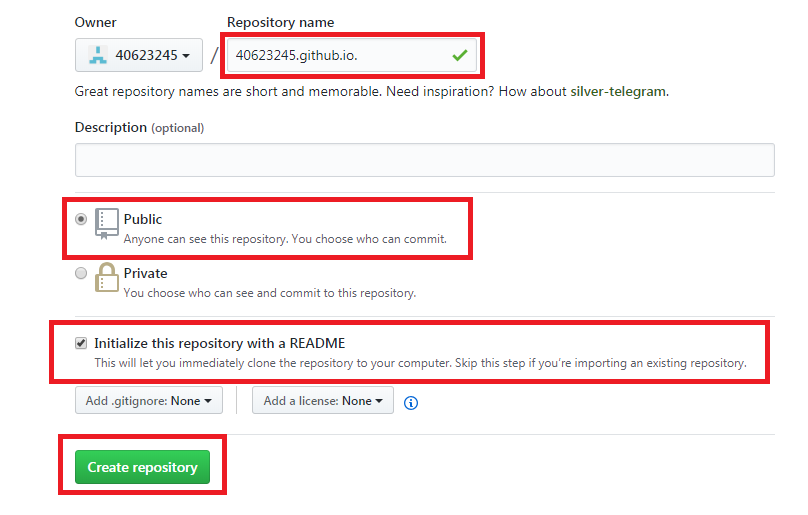 Owner
Repository name
40623245
/
40623245.github.io.
Great repository names are short and memorable. Need inspiration? How about silver-telegram.
Description (optional)
Public
Anyone can see this repository. You choose who can commit.
Private
You choose who can see and commit to this repository.
Initialize this repository with a README
This will let you immediately clone the repository to your computer. Skip this step if you're importing an existing repository.
Add .gitignore: None
Add a license: None
Create repository